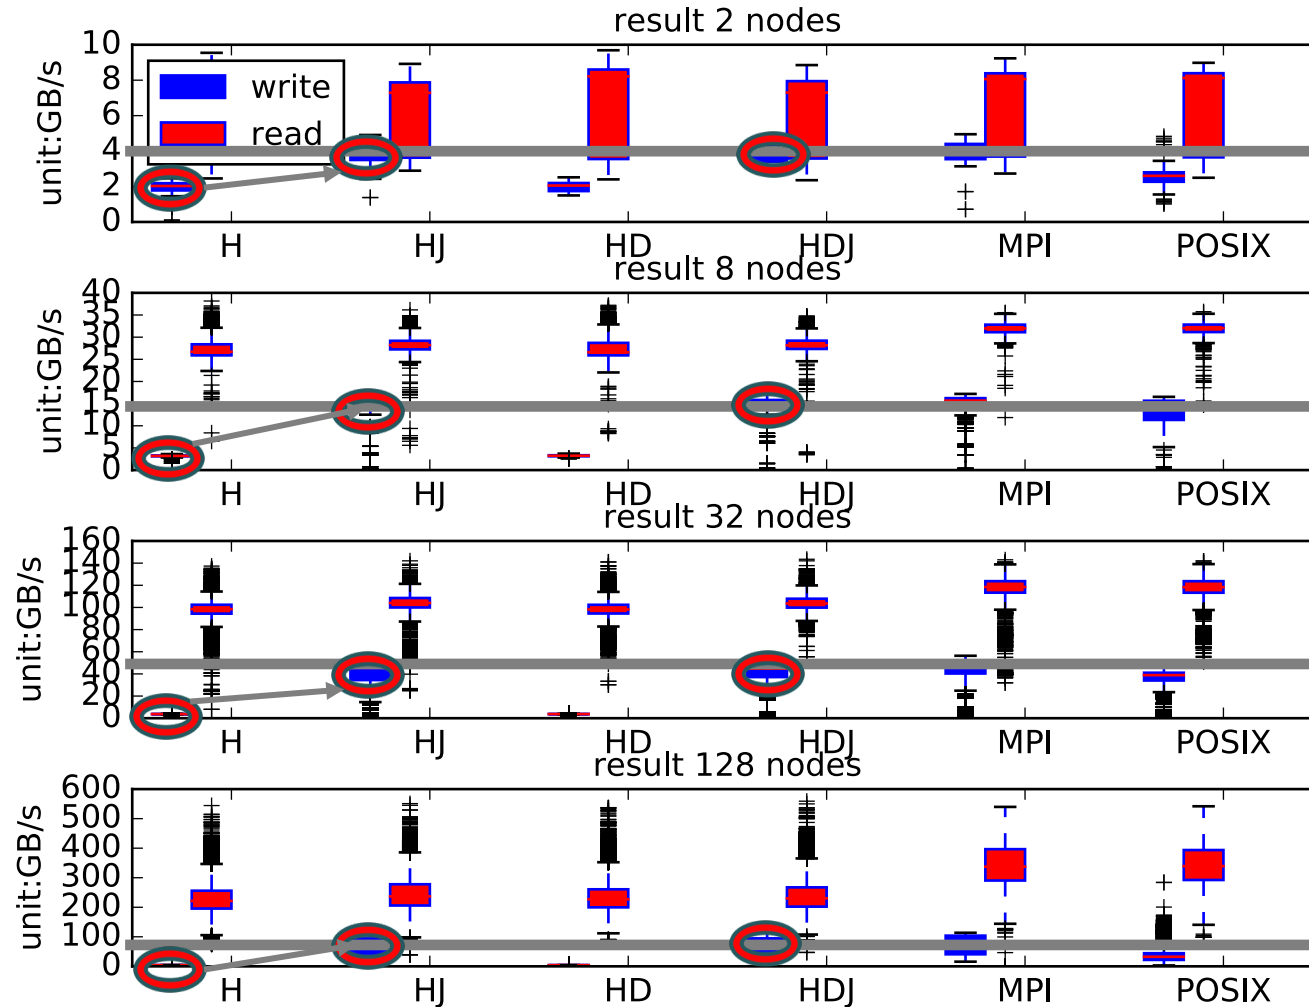 result 2 nodes
unit:GB/s
10
8
6
4
2
0
write
read
H HJ HD HDJ MPI POSIX
result 8 nodes
unit:GB/s
40
35
30
25
20
15
10
5
0
H HJ HD HDJ MPI POSIX
result 32 nodes
unit:GB/s
160
140
120
100
80
60
40
20
0
H HJ HD HDJ MPI POSIX
result 128 nodes
unit:GB/s
600
500
400
300
200
100
0
H HJ HD HDJ MPI POSIX